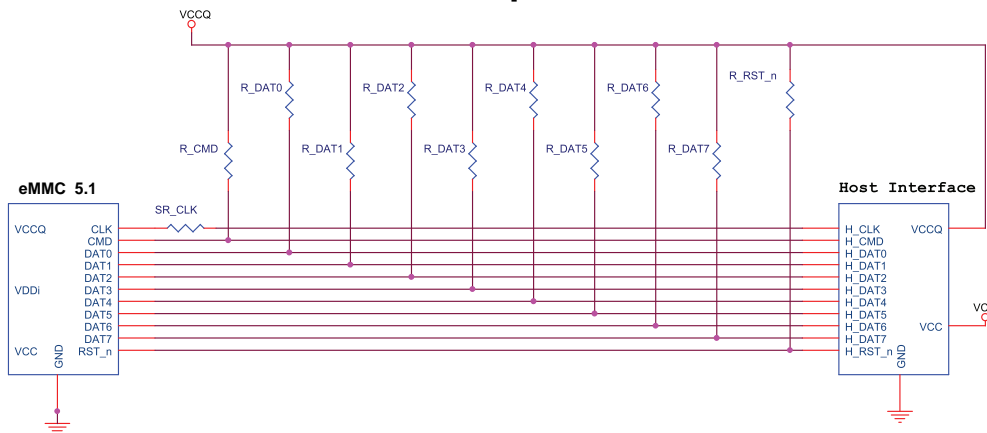 VCCQ
R_DAT0
R_DAT2
R_DAT4
R_DAT6
R_RST_n
R_CMD
R_DAT1
R_DAT3
R_DAT5
R_DAT7
eMMC 5.1
Host Interface
SR_CLK
VCCQ
CLK
CMD
DAT0
DAT1
DAT2
VDDi
DAT3
DAT4
DAT5
DAT6
DAT7
VCC
RST_n
GND
H_CLK
VCCQ
H_CMD
H_DAT0
H_DAT1
H_DAT2
H_DAT3
H_DAT4
H_DAT5
H_DAT6
VCC
H_DAT7
H_RST_n
GND